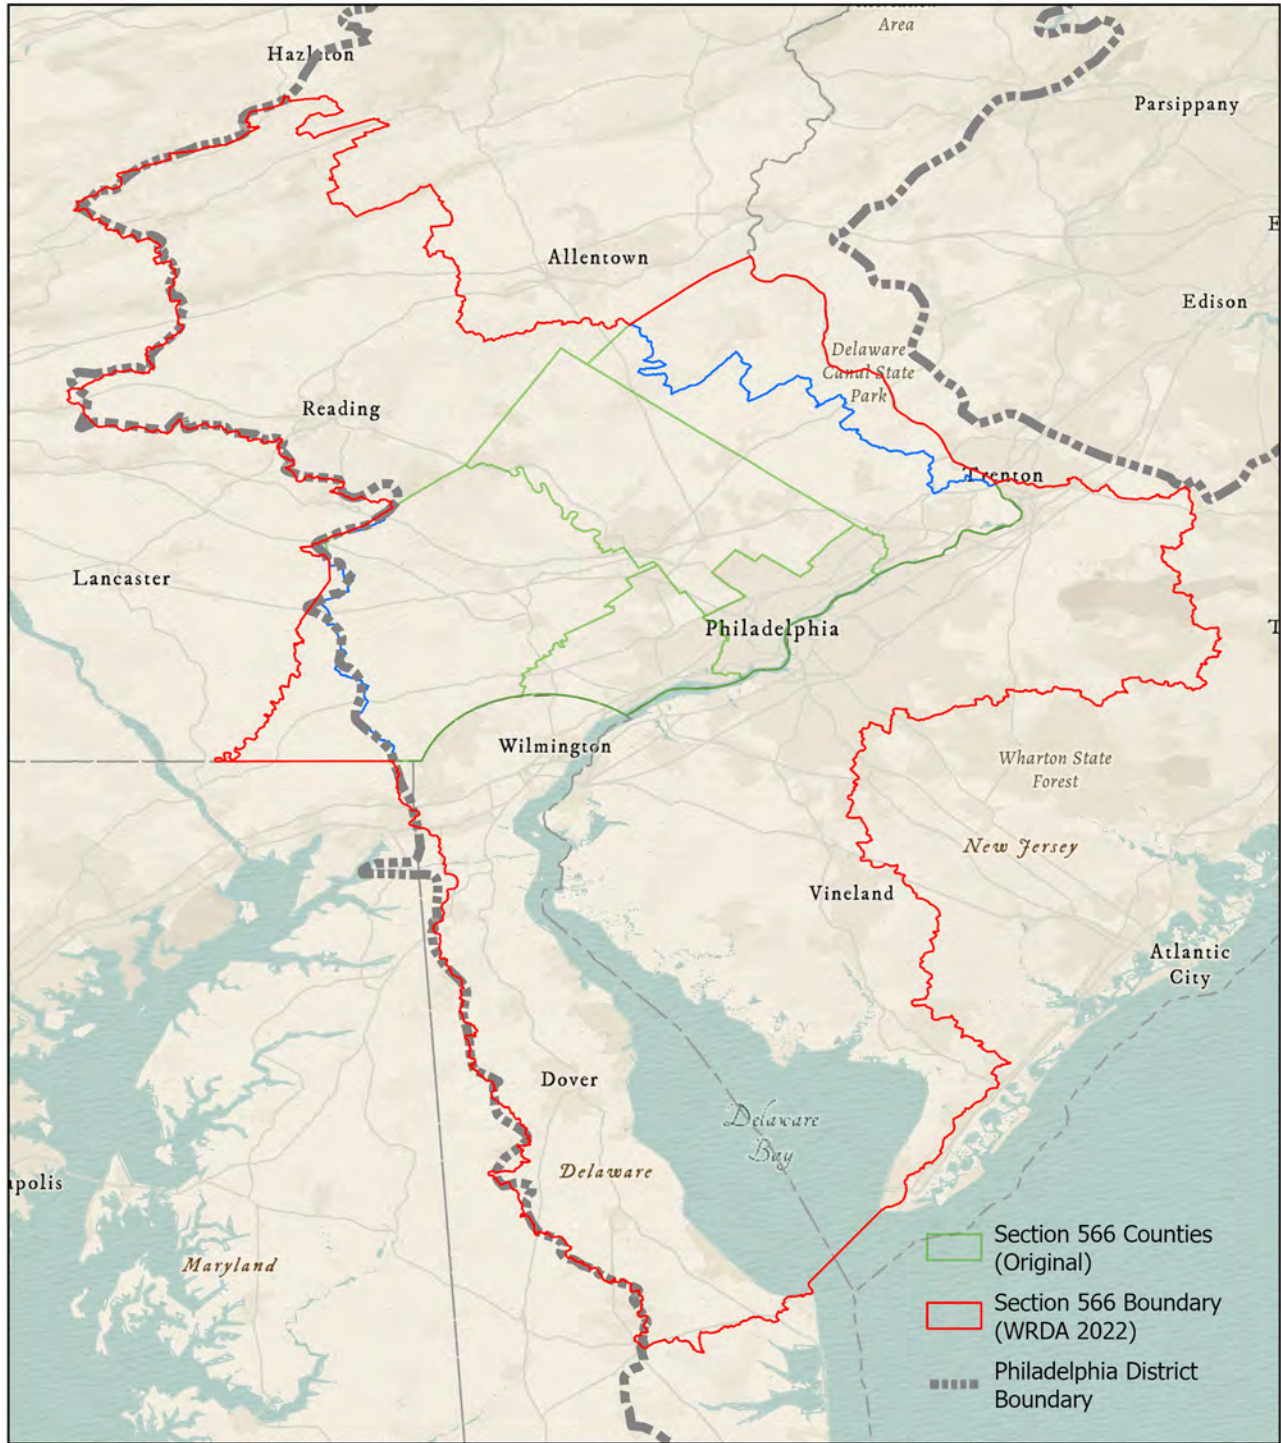 Area
Hazleton
Parsippany
Allentown
Edison
Delaware
Canal State
Park
Reading
Trenton
Lancaster
Philadelphia
Wilmington
Wharton State
Forest
New Jersey
Vineland
Atlantic
City
Dover
Delaware
Bay
Delaware
apolis
Maryland
Section 566 Counties
(Original)
Section 566 Boundary
(WRDA 2022)
Philadelphia District
Boundary